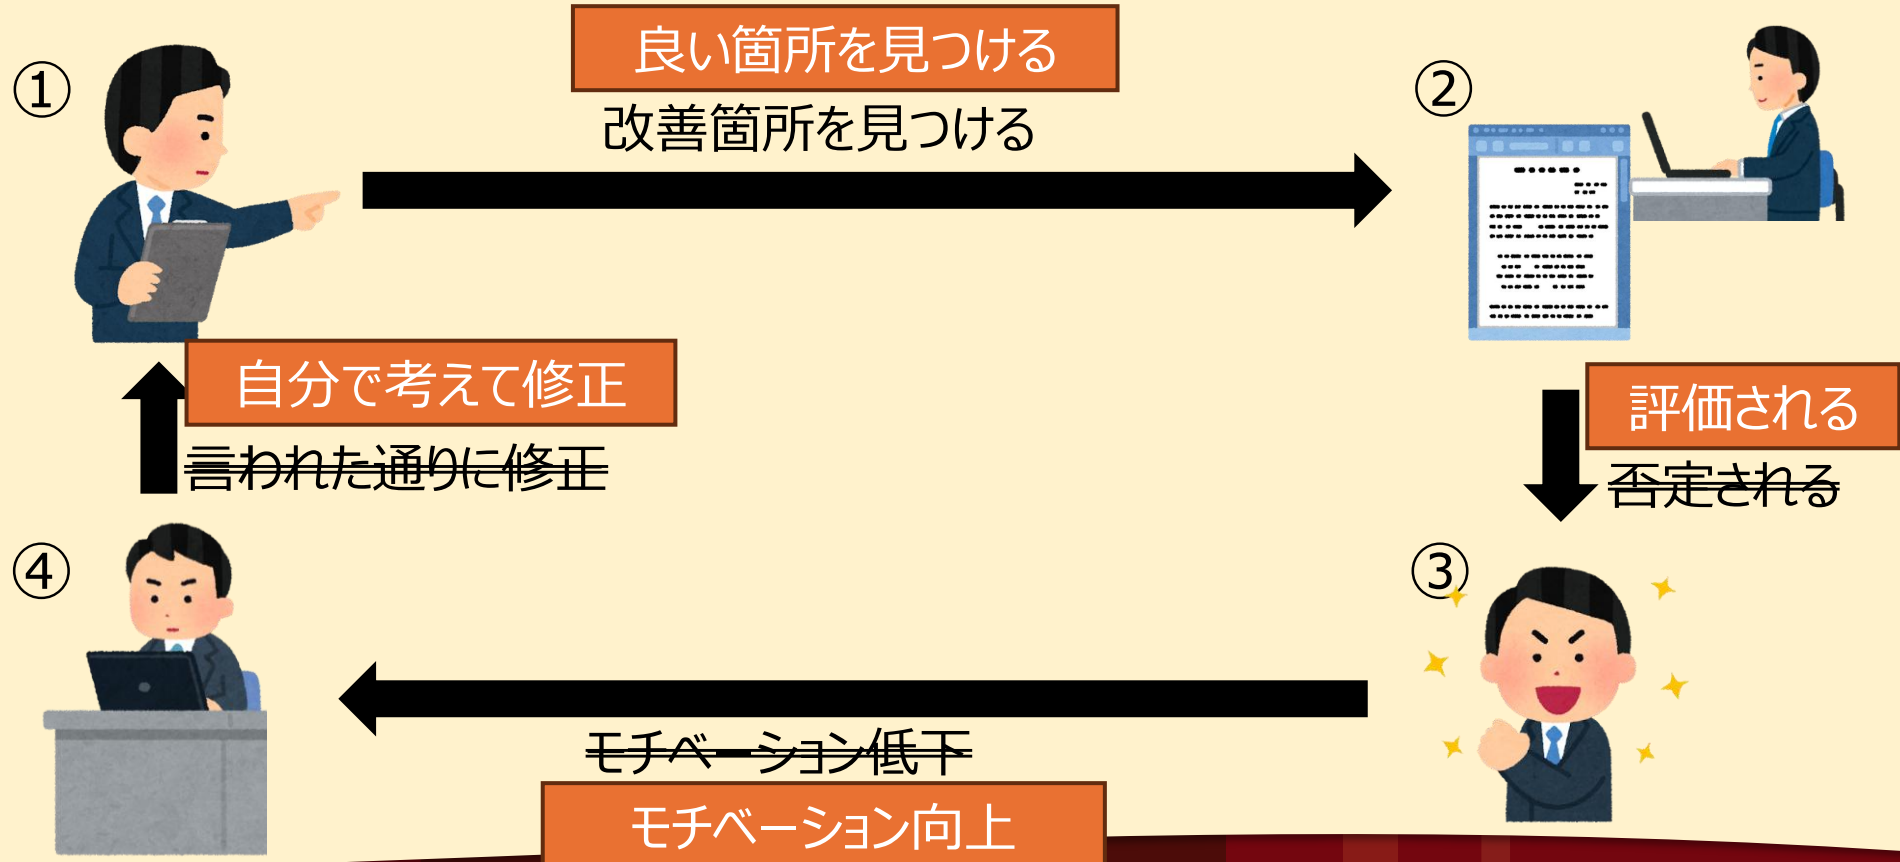 ①
良い箇所を見つける
改善箇所を見つける
②
自分で考えて修正
言われた通りに修正
評価される
否定される
④
③
モチベーション低下
モチベーション向上